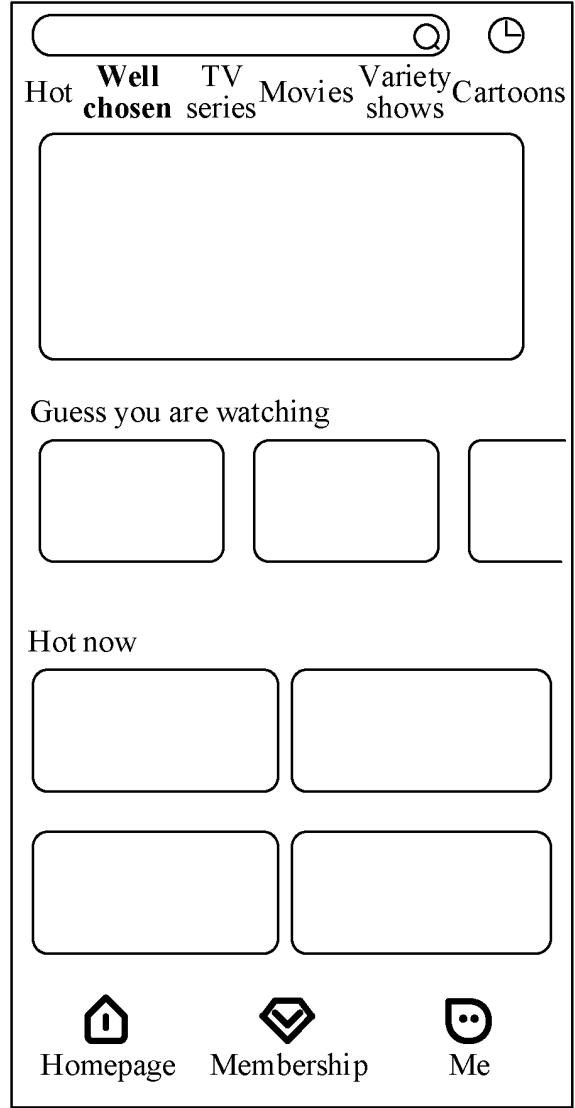 Hot
Well
chosen
TV
series
Movies
Variety
shows
Cartoons
Guess you are watching
Hot now
Homepage
Membership
Me